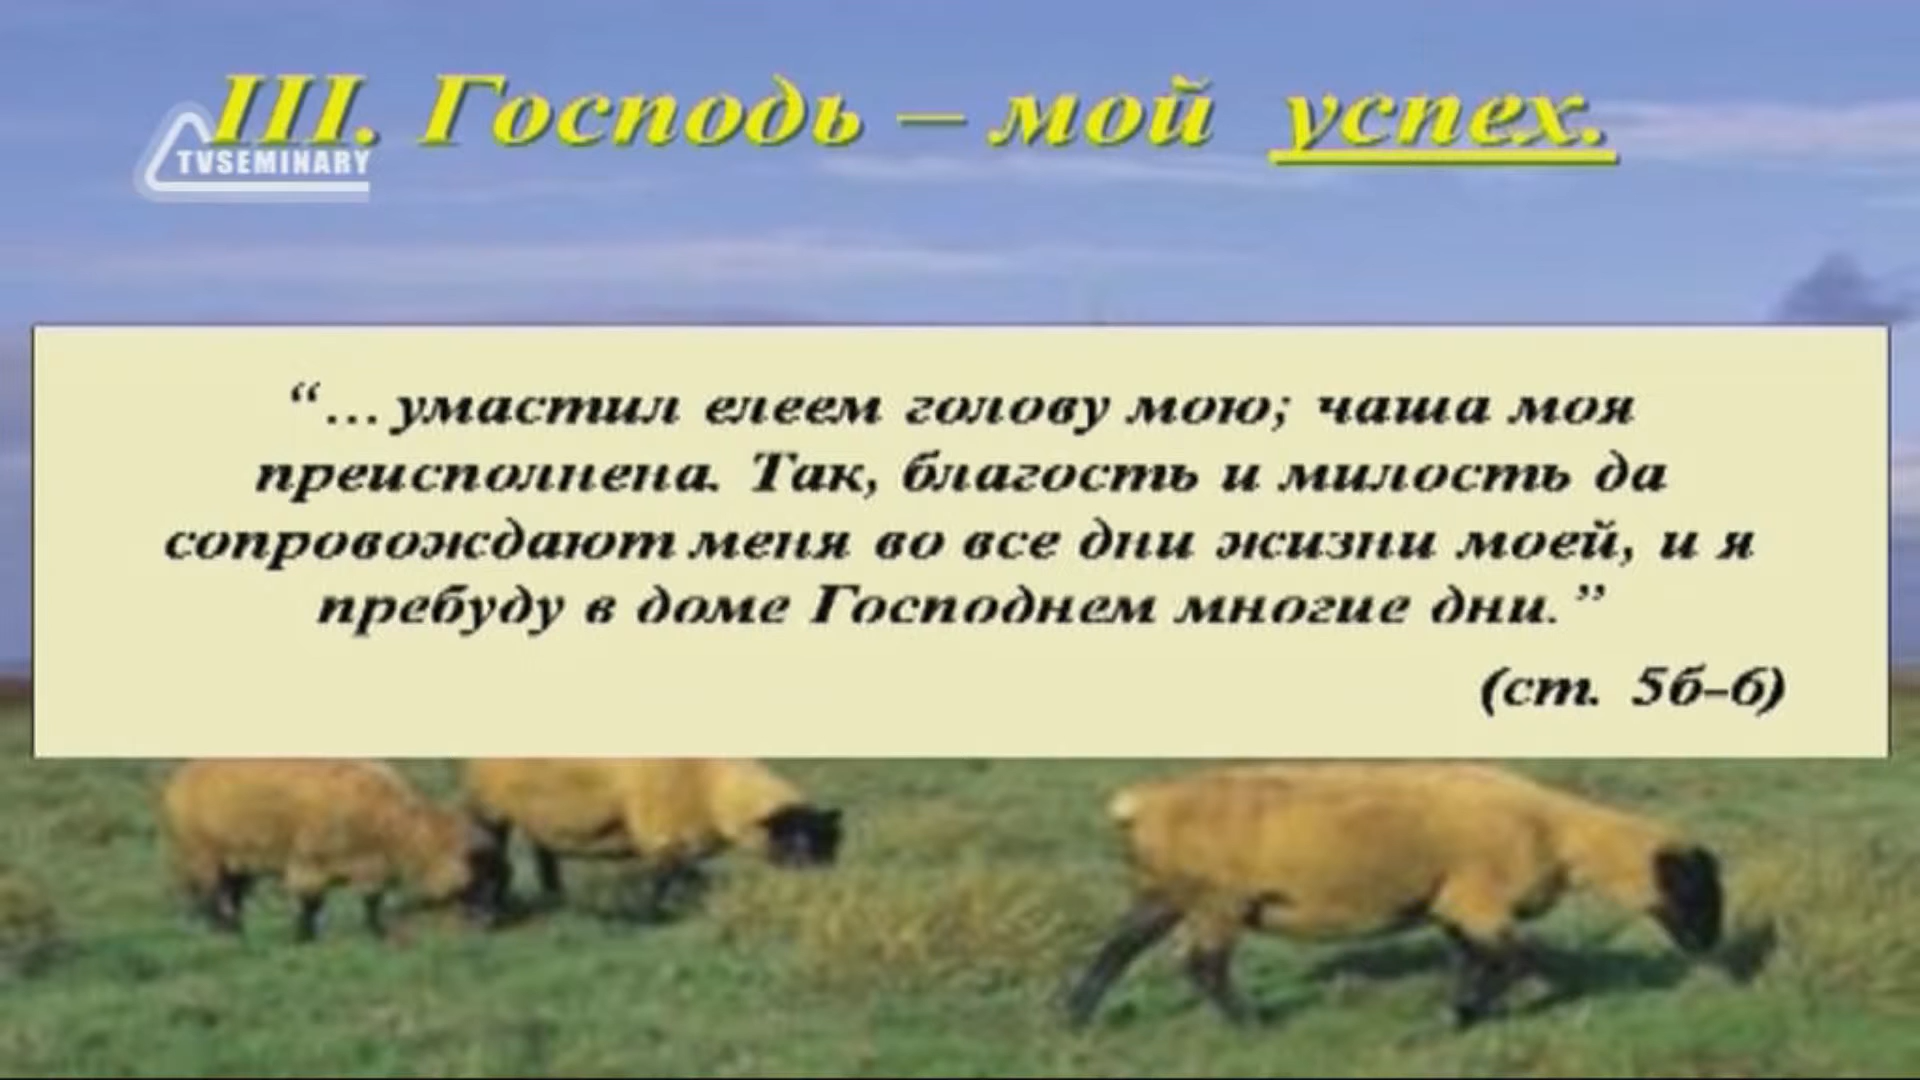 III. Господь – мой успех.
TVSEMINARY
“…умастил елеем голову мою; чаша моя
преисполнена. Так, благость и милость да
сопровождают меня во все дни жизни моей, и я
пребуду в доме Господнем многие дни.”
(ст. 5б–6)